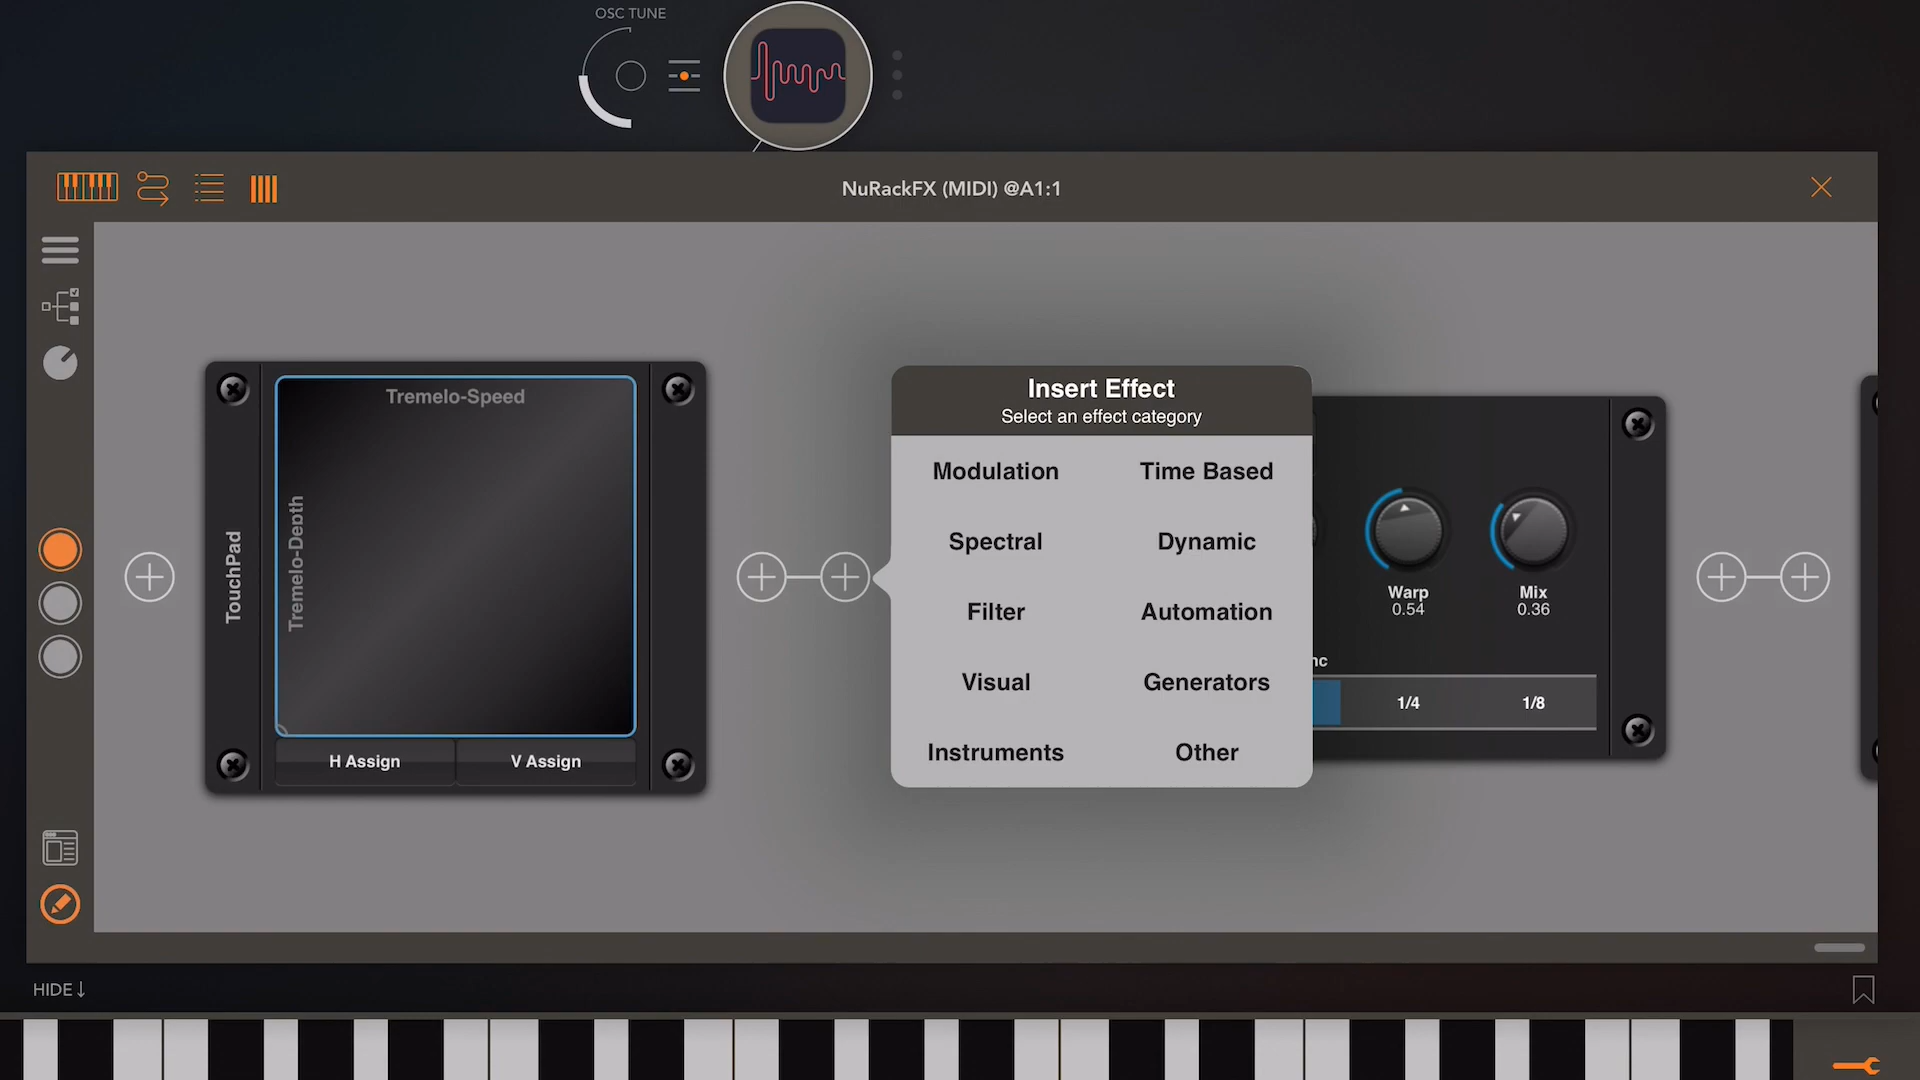 OSC TUNE
NuRackFX (MIDI) @A1:1
Tremelo-Speed
Tremelo-Depth
TouchPad
H Assign
V Assign
Insert Effect
Select an effect category
Modulation
Time Based
Spectral
Dynamic
Filter
Automation
Visual
Generators
Instruments
Other
Warp
0.54
Mix
0.36
1/4
1/8
HIDE↓